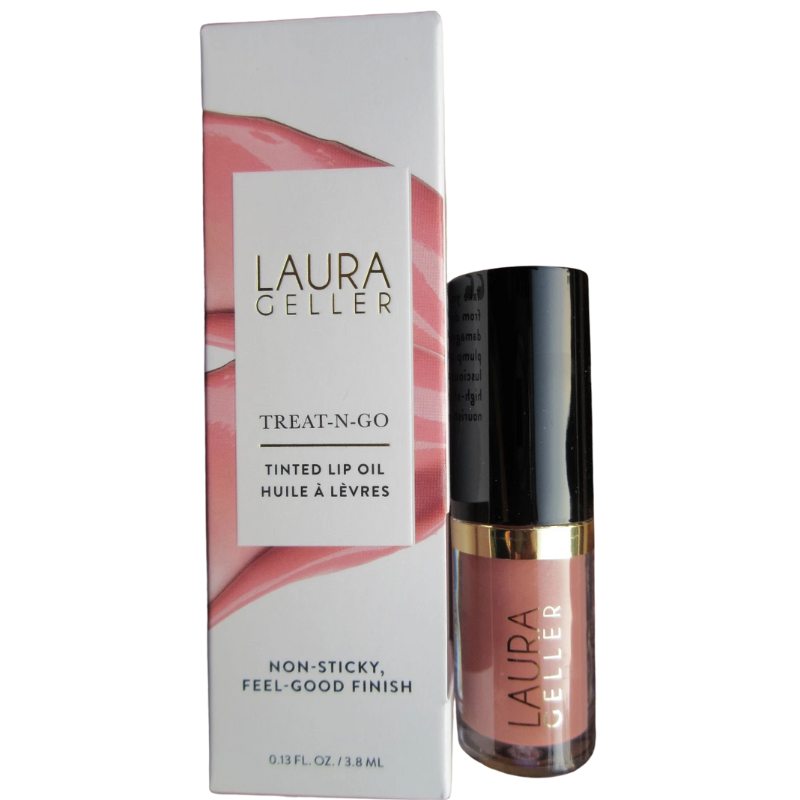 LAURA
GELLER
TREAT-N-GO
TINTED LIP OIL
HUILE À LÈVRES
NON-STICKY,
FEEL-GOOD FINISH
0.13 FL. OZ. / 3.8 ML
LAURA
GELLER